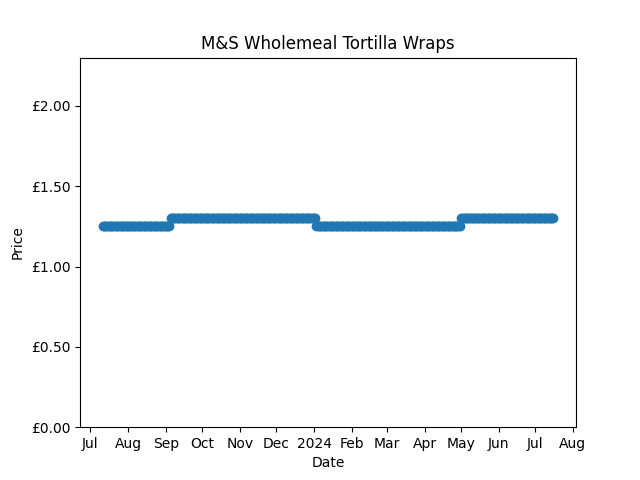 M&S Wholemeal Tortilla Wraps
£2.00
£1.50
£1.00
£0.50
£0.00
Price
Jul Aug Sep Oct Nov Dec 2024 Feb Mar Apr May Jun Jul Aug
Date